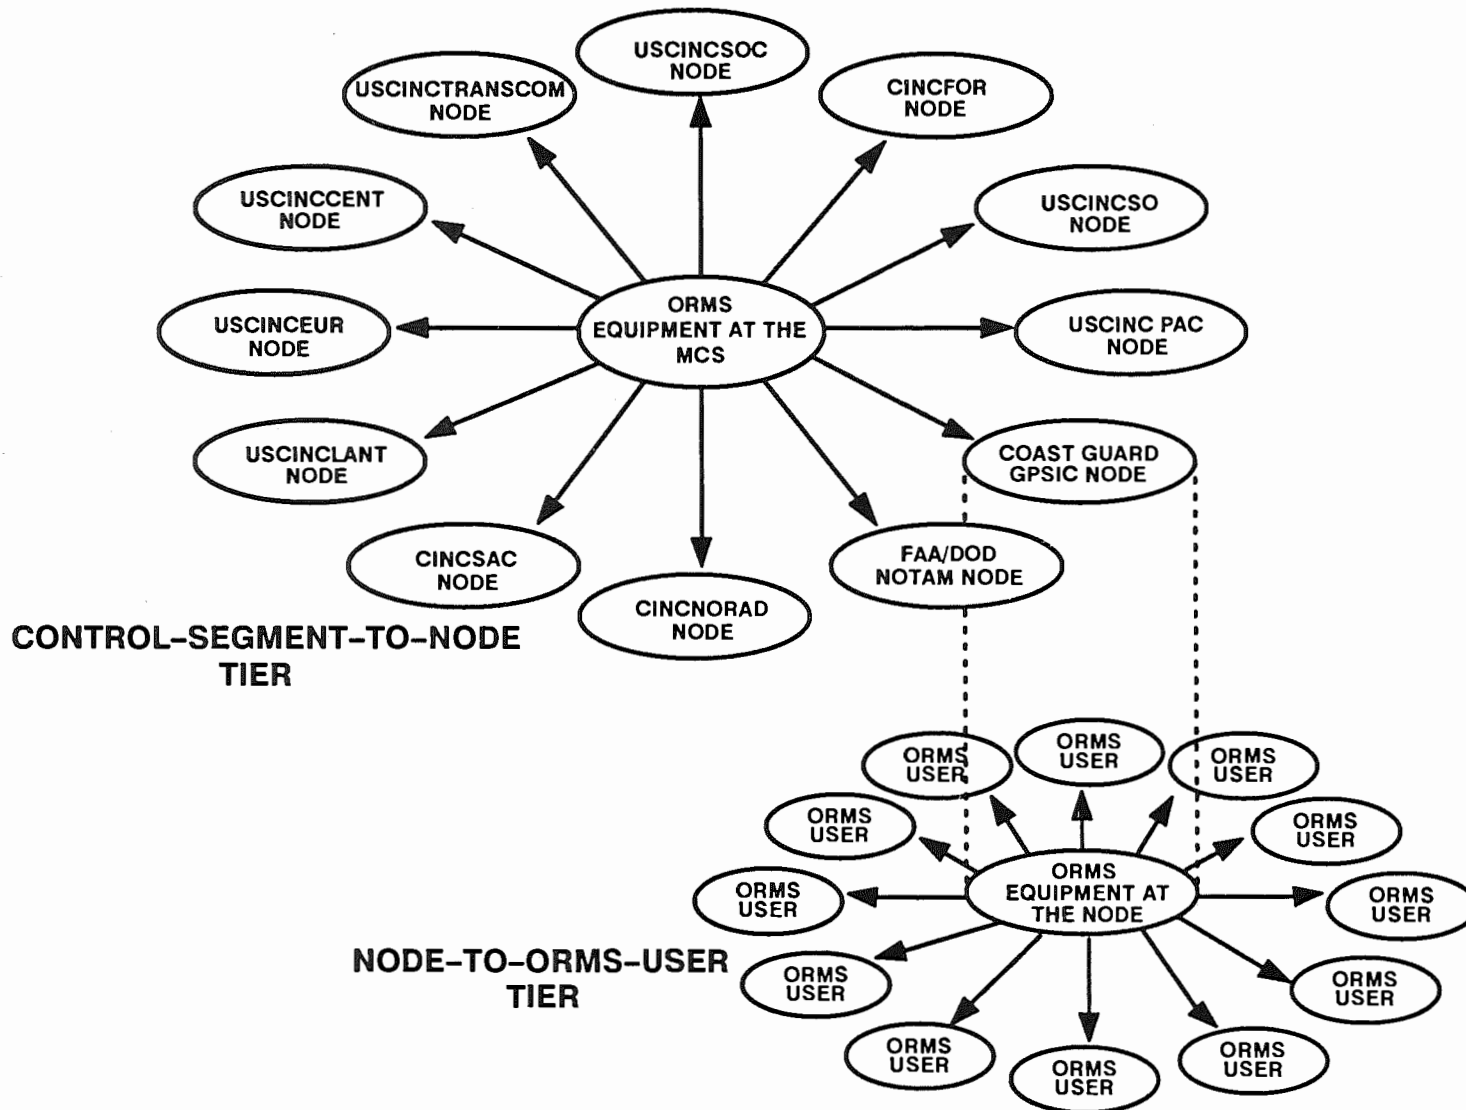 USCINCSOC
NODE
USCINCTRANSCOM
NODE
CINCFOR
NODE
USCINCCENT
NODE
USCINCSO
NODE
ORMS
EQUIPMENT AT THE
MCS
USCINCEUR
NODE
USCINC PAC
NODE
USCINCLANT
NODE
COAST GUARD
GPSIC NODE
CINCSAC
NODE
FAA/DOD
NOTAM NODE
CINCNORAD
NODE
CONTROL–SEGMENT–TO–NODE
TIER
ORMS
USER
ORMS
USER
ORMS
USER
ORMS
USER
ORMS
USER
ORMS
USER
ORMS
EQUIPMENT AT
THE NODE
ORMS
USER
NODE–TO–ORMS–USER
TIER
ORMS
USER
ORMS
USER
ORMS
USER
ORMS
USER
ORMS
USER